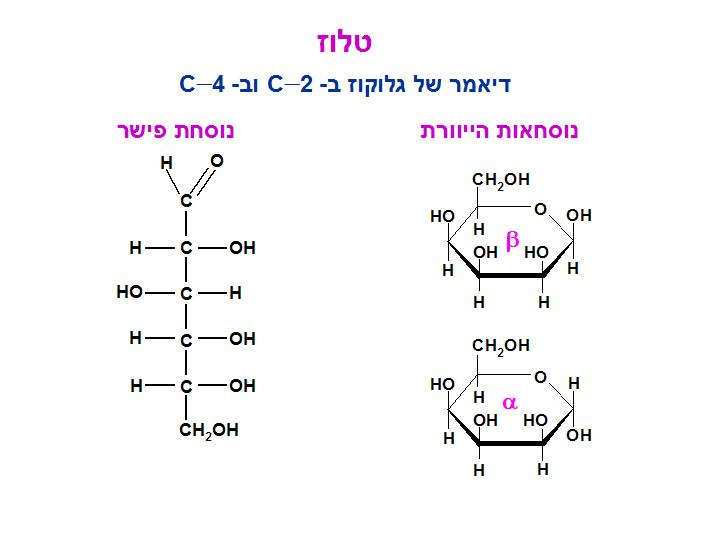 טלוז
דיאמר של גלוקוז ב- C–2 וב- C–4
נוסחת פישר
נוסחאות הייוורת
H O
C
H C OH
HO C H
H C OH
H C OH
CH2OH
CH2OH
HO O OH
H β
OH HO
H H
H H
CH2OH
HO O H
H α
OH HO
H OH
H H